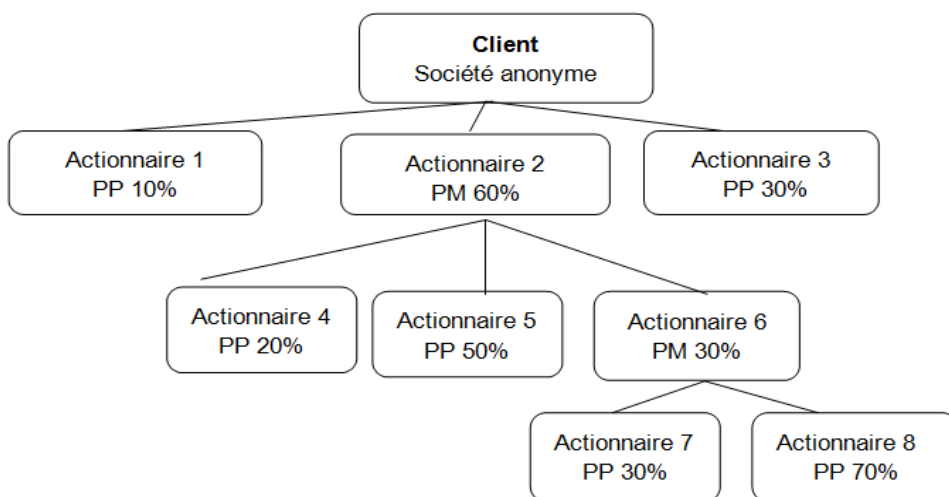 Client
Société anonyme
Actionnaire 1
PP 10%
Actionnaire 2
PM 60%
Actionnaire 3
PP 30%
Actionnaire 4
PP 20%
Actionnaire 5
PP 50%
Actionnaire 6
PM 30%
Actionnaire 7
PP 30%
Actionnaire 8
PP 70%